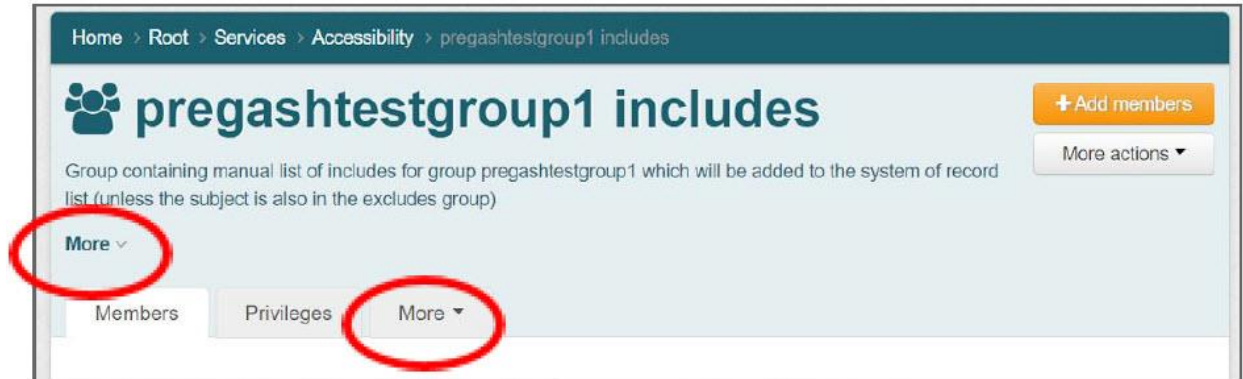 Home > Root > Services > Accessibility > pregashtestgroup1 includes
pregashtestgroup1 includes
+ Add members
More actions
Group containing manual list of includes for group pregashtestgroup1 which will be added to the system of record
list (unless the subject is also in the excludes group)
More
Members Privileges More